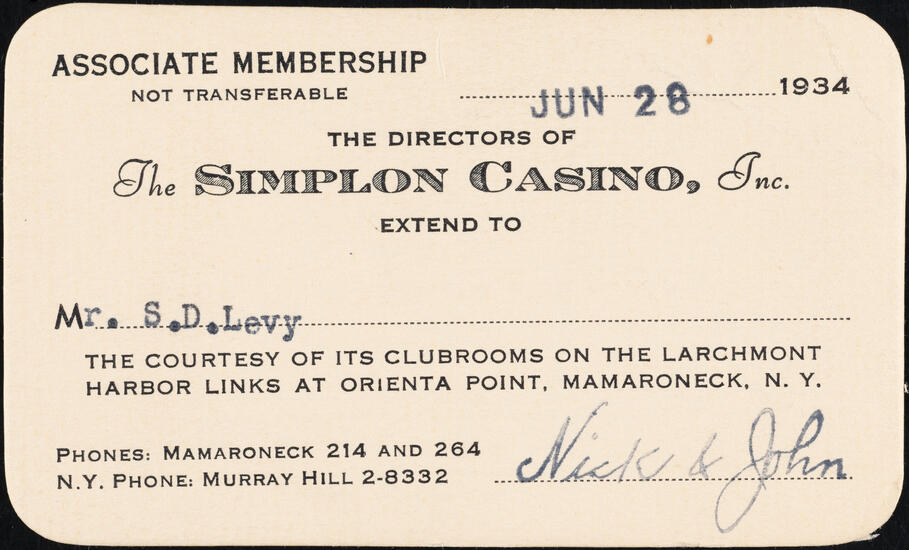 ASSOCIATE MEMBERSHIP
NOT TRANSFERABLE
JUN 28 1934
THE DIRECTORS OF
The SIMPLON CASINO, Inc.
EXTEND TO
Mr. S.D.Levy
THE COURTESY OF ITS CLUBROOMS ON THE LARCHMONT
HARBOR LINKS AT ORIENTA POINT, MAMARONECK, N. Y.
PHONES: MAMARONECK 214 AND 264
N.Y. PHONE: MURRAY HILL 2-8332
Nick & John